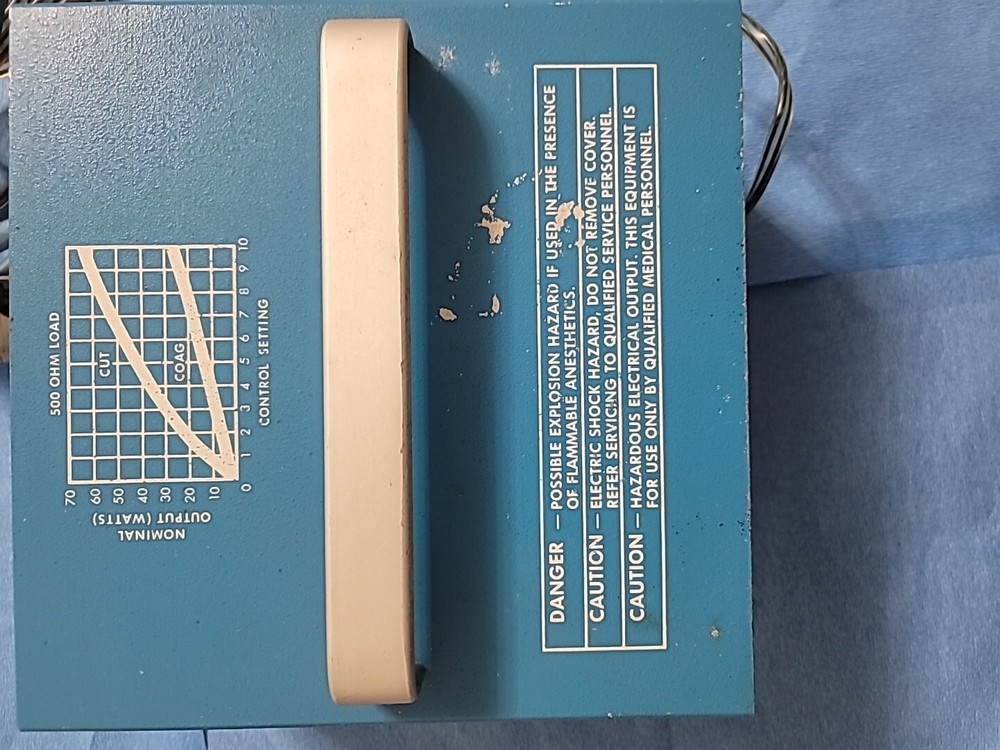 500 OHM LOAD
70
60
50
40
30
20
10
0
CUT
COAG
1 2 3 4 5 6 7 8 9 10
CONTROL SETTING
NOMINAL
OUTPUT (WATTS)
DANGER — POSSIBLE EXPLOSION HAZARD IF USED IN THE PRESENCE
OF FLAMMABLE ANESTHETICS.
CAUTION — ELECTRIC SHOCK HAZARD, DO NOT REMOVE COVER.
REFER SERVICING TO QUALIFIED SERVICE PERSONNEL.
CAUTION — HAZARDOUS ELECTRICAL OUTPUT. THIS EQUIPMENT IS
FOR USE ONLY BY QUALIFIED MEDICAL PERSONNEL.